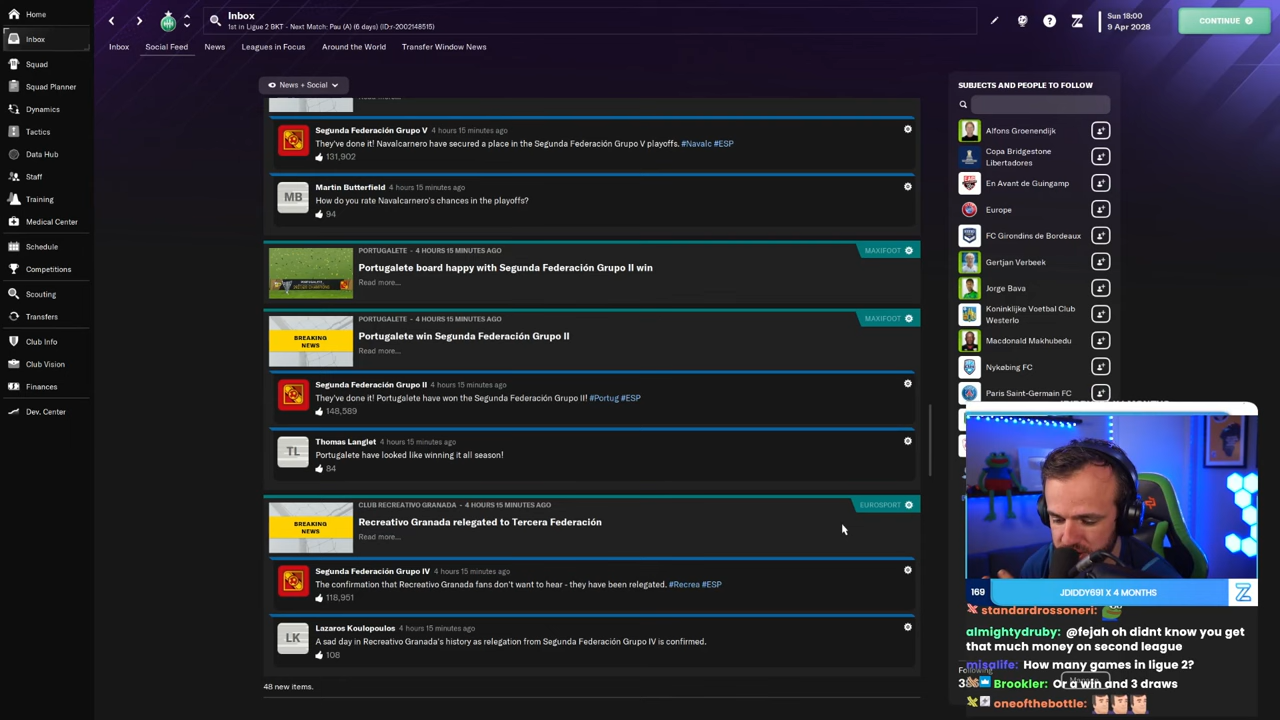 Home
Inbox
Squad
Squad Planner
Dynamics
Tactics
Data Hub
Staff
Training
Medical Center
Schedule
Competitions
Scouting
Transfers
Club Info
Club Vision
Finances
Dev. Center
Inbox
1st in Ligue 2 BKT - Next Match: Pau (A) (6 days) (ID:r-2002148515)
Sun 18:00
9 Apr 2028
CONTINUE
Inbox
Social Feed
News
Leagues in Focus
Around the World
Transfer Window News
News + Social
Segunda Federación Grupo V 4 hours 15 minutes ago
They've done it! Navalcarnero have secured a place in the Segunda Federación Grupo V playoffs. #Navalc #ESP
131,902
MB
Martin Butterfield 4 hours 15 minutes ago
How do you rate Navalcarnero's chances in the playoffs?
94
PORTUGALETE - 4 HOURS 15 MINUTES AGO
MAXIFOOT
Portugalete board happy with Segunda Federación Grupo II win
Read more...
PORTUGALETE - 4 HOURS 15 MINUTES AGO
MAXIFOOT
BREAKING
NEWS
Portugalete win Segunda Federación Grupo II
Read more...
Segunda Federación Grupo II 4 hours 15 minutes ago
They've done it! Portugalete have won the Segunda Federación Grupo II! #Portug #ESP
148,589
TL
Thomas Langlet 4 hours 15 minutes ago
Portugalete have looked like winning it all season!
84
CLUB RECREATIVO GRANADA - 4 HOURS 15 MINUTES AGO
EUROSPORT
BREAKING
NEWS
Recreativo Granada relegated to Tercera Federación
Read more...
Segunda Federación Grupo IV 4 hours 15 minutes ago
The confirmation that Recreativo Granada fans don't want to hear - they have been relegated. #Recrea #ESP
118,951
LK
Lazaros Koulopoulos 4 hours 15 minutes ago
A sad day in Recreativo Granada's history as relegation from Segunda Federación Grupo IV is confirmed.
108
48 new items.
SUBJECTS AND PEOPLE TO FOLLOW
Alfons Groenendijk
Copa Bridgestone
Libertadores
En Avant de Guingamp
Europe
FC Girondins de Bordeaux
Gertjan Verbeek
Jorge Bava
Koninklijke Voetbal Club
Westerlo
Macdonald Makhubedu
Nykøbing FC
Paris Saint-Germain FC
169
JDIDDY691 X 4 MONTHS
standardrossoneri:
almightydruby: @fejah oh didnt know you get
that much money on second league
misalife: How many games in ligue 2?
Following
Brookler: Or a win and 3 draws
oneofthebottle: